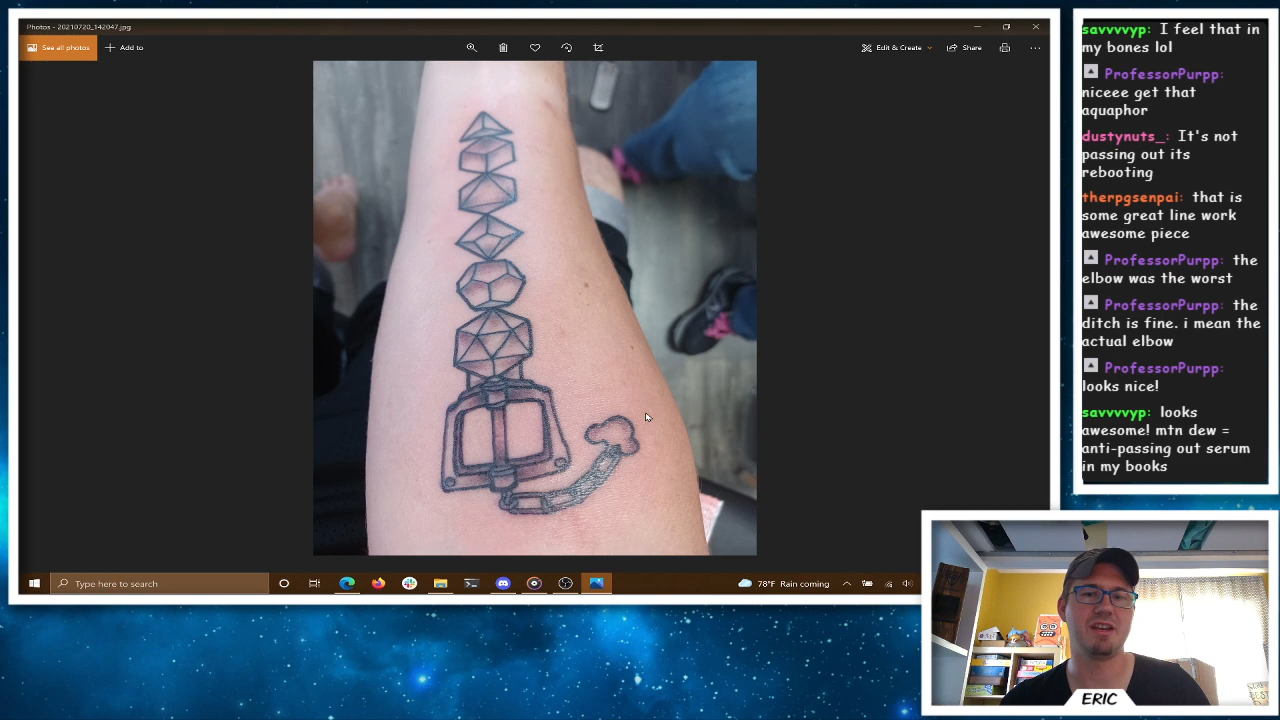 Photos - 20210720_142047.jpg
See all photos
Add to
Edit & Create
Share
savvvvyp: I feel that in
my bones lol
ProfessorPurpp:
niceee get that
aquaphor
dustynuts_: It's not
passing out its
rebooting
therpgsenpai: that is
some great line work
awesome piece
ProfessorPurpp: the
elbow was the worst
ProfessorPurpp: the
ditch is fine. i mean the
actual elbow
ProfessorPurpp:
looks nice!
savvvvyp: looks
awesome! mtn dew =
anti-passing out serum
in my books
Type here to search
78°F Rain coming
ERIC